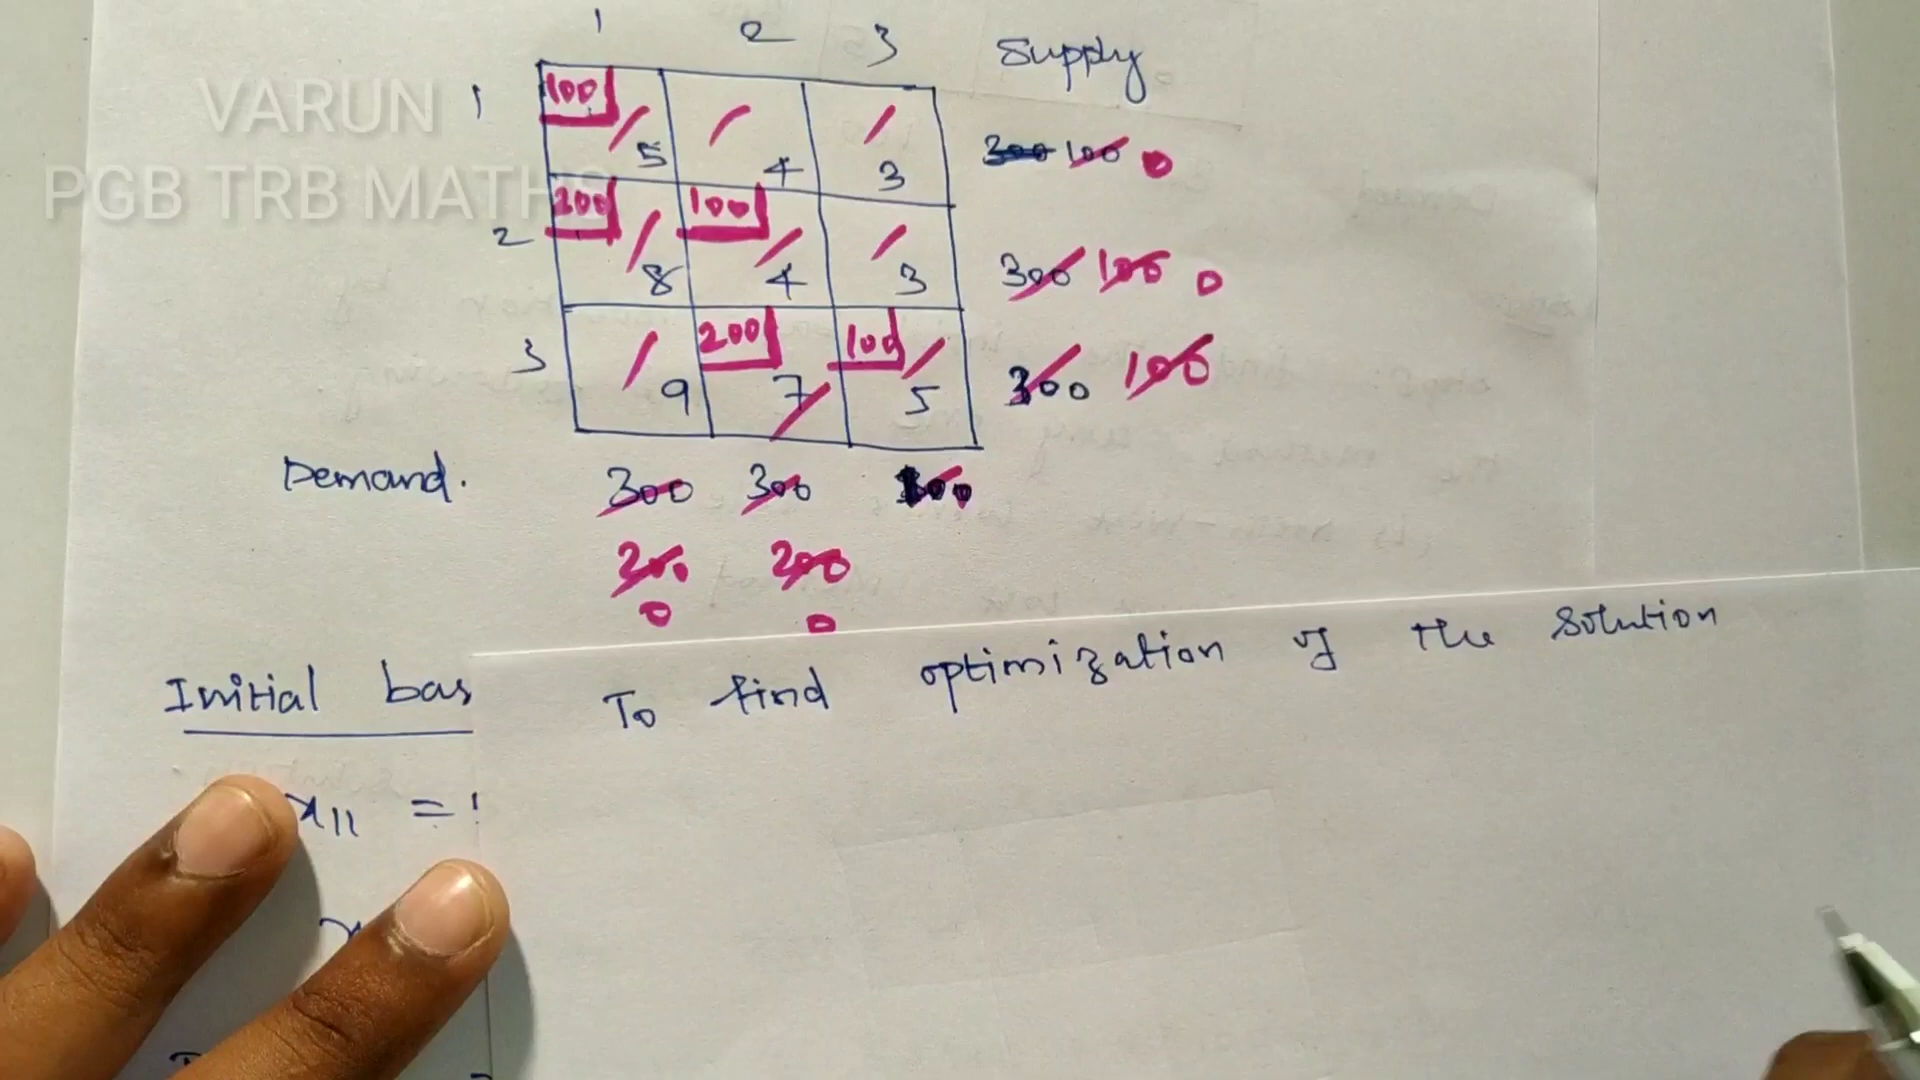 VARUN
PGB TRB MATHS
1 2 3 Supply
1 100 5 4 3 100 0
2 200 8 100 4 3 300 100 0
3 9 200 7 100 5 300 100
Demand. 300 300
200 200
0 0
Initial bas
To find optimization of the solution
x11 =